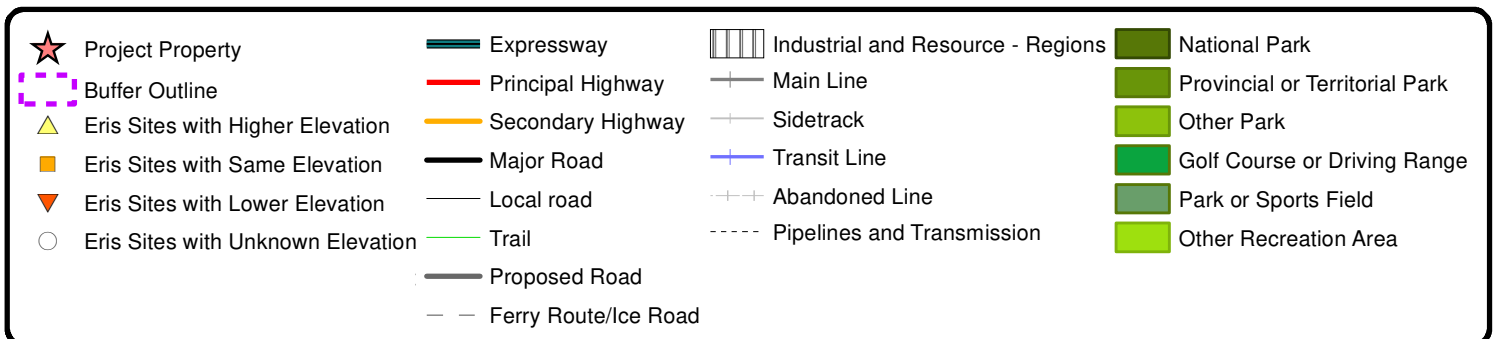 Project Property
Buffer Outline
Eris Sites with Higher Elevation
Eris Sites with Same Elevation
Eris Sites with Lower Elevation
Eris Sites with Unknown Elevation
Expressway
Principal Highway
Secondary Highway
Major Road
Local road
Trail
Proposed Road
Ferry Route/Ice Road
Industrial and Resource - Regions
Main Line
Sidetrack
Transit Line
Abandoned Line
Pipelines and Transmission
National Park
Provincial or Territorial Park
Other Park
Golf Course or Driving Range
Park or Sports Field
Other Recreation Area